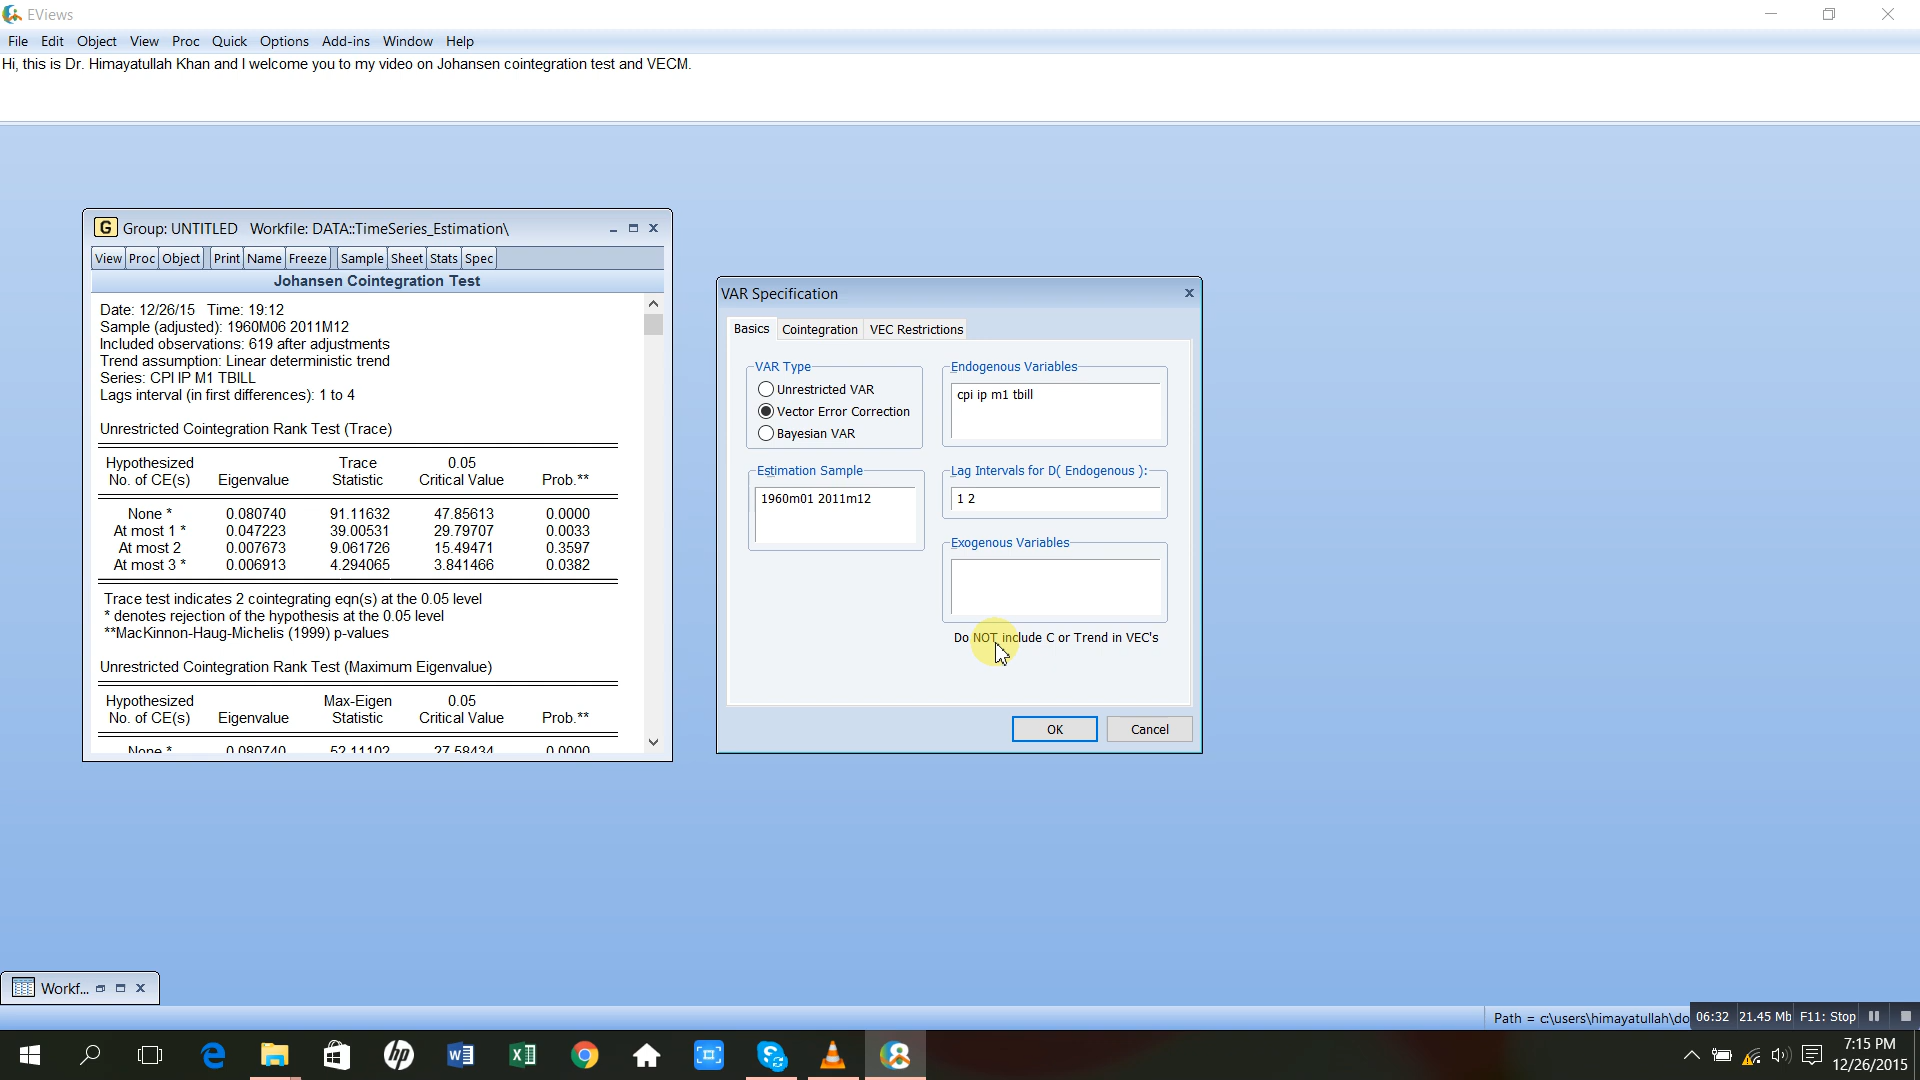 EViews
File Edit Object View Proc Quick Options Add-ins Window Help
Hi, this is Dr. Himayatullah Khan and I welcome you to my video on Johansen cointegration test and VECM.
G Group: UNTITLED Workfile: DATA::TimeSeries_Estimation\
View Proc Object Print Name Freeze Sample Sheet Stats Spec
Johansen Cointegration Test
Date: 12/26/15 Time: 19:12
Sample (adjusted): 1960M06 2011M12
Included observations: 619 after adjustments
Trend assumption: Linear deterministic trend
Series: CPI IP M1 TBILL
Lags interval (in first differences): 1 to 4
Unrestricted Cointegration Rank Test (Trace)
Hypothesized Trace 0.05
No. of CE(s) Eigenvalue Statistic Critical Value Prob.**
None * 0.080740 91.11632 47.85613 0.0000
At most 1 * 0.047223 39.00531 29.79707 0.0033
At most 2 0.007673 9.061726 15.49471 0.3597
At most 3 * 0.006913 4.294065 3.841466 0.0382
Trace test indicates 2 cointegrating eqn(s) at the 0.05 level
* denotes rejection of the hypothesis at the 0.05 level
**MacKinnon-Haug-Michelis (1999) p-values
Unrestricted Cointegration Rank Test (Maximum Eigenvalue)
Hypothesized Max-Eigen 0.05
No. of CE(s) Eigenvalue Statistic Critical Value Prob.**
None * 0.080740 52.11102 27.58434 0.0000
VAR Specification
Basics Cointegration VEC Restrictions
VAR Type
Unrestricted VAR
Vector Error Correction
Bayesian VAR
Endogenous Variables
cpi ip m1 tbill
Estimation Sample
1960m01 2011m12
Lag Intervals for D( Endogenous ):
1 2
Exogenous Variables
Do NOT include C or Trend in VEC's
OK Cancel
Workf...
Path = c:\users\himayatullah\do
06:32 21.45 Mb F11: Stop
7:15 PM
12/26/2015